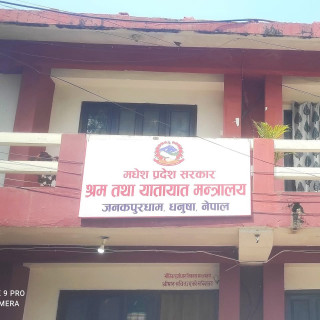 मधेश प्रदेश सरकार
श्रम तथा यातायात मन्त्रालय
जनकपुरधाम, धनुषा, नेपाल
9 PRO
MERA